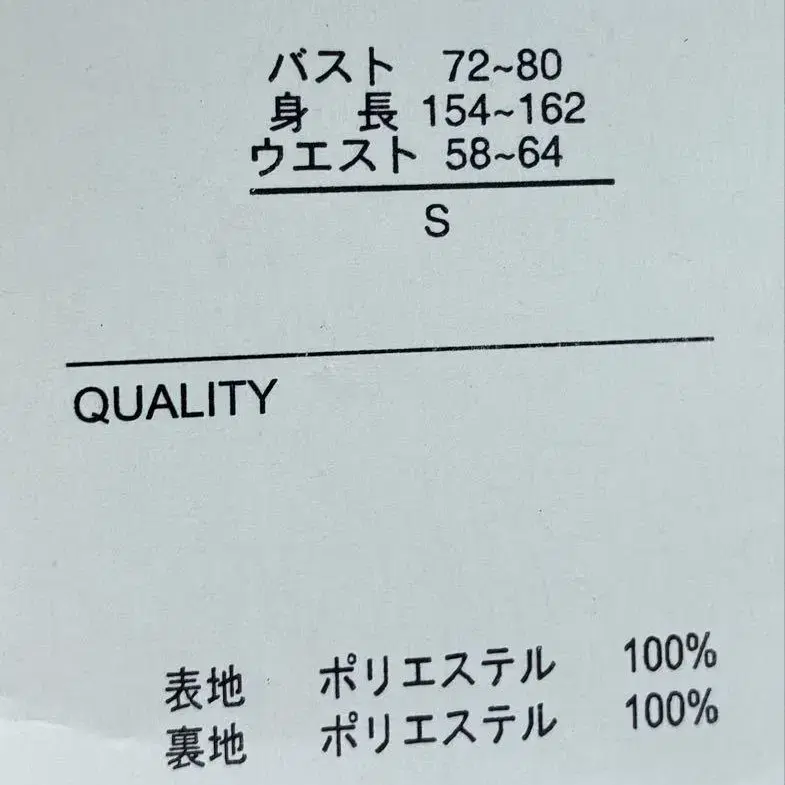 バスト 72~80
身 長 154~162
ウエスト 58~64
S
QUALITY
表地 ポリエステル 100%
裏地 ポリエステル 100%